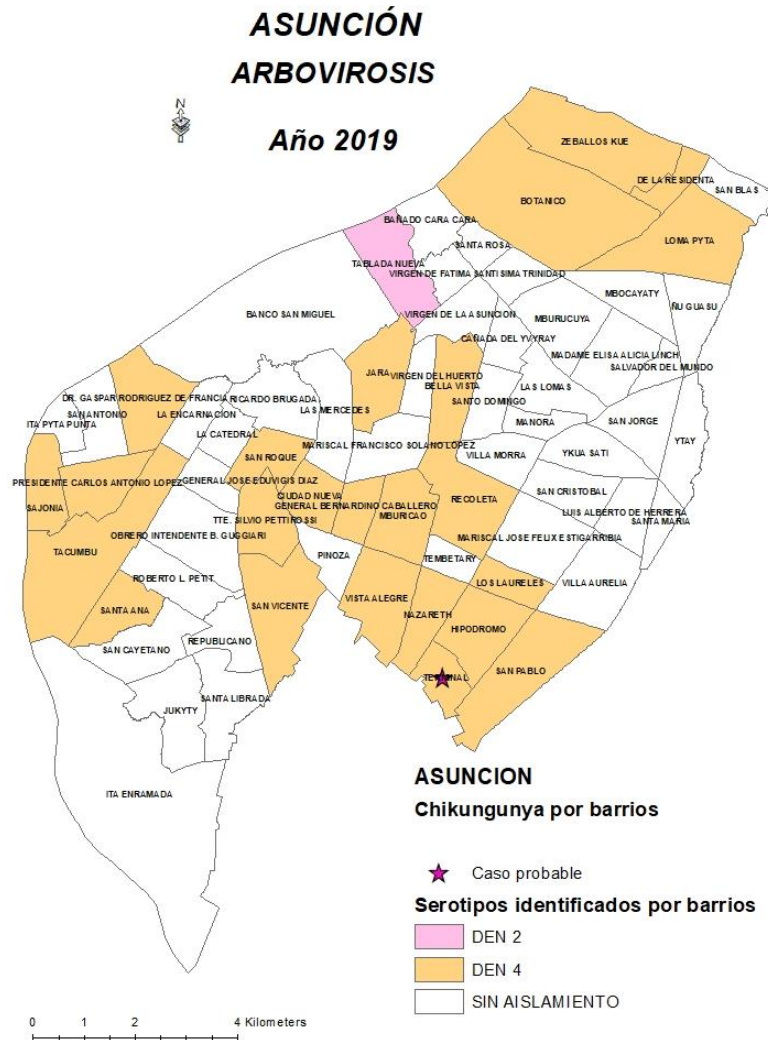 ASUNCIÓN
ARBOVIROSIS
Año 2019
N
ZEBALLOS KUE
DE LA RESIDENTA
SAN BLAS
BOTANICO
LOMA PYTA
BAÑADO CARA CARA
SANTA ROSA
TABLADA NUEVA
VIRGEN DE FATIMA
SANTISIMA TRINIDAD
MBOCAYATY
ÑU GUASU
BANCO SAN MIGUEL
VIRGEN DE LA ASUNCION
MBURUCUYA
CAÑADA DEL YVYRAY
MADAME ELISA ALICIA LINCH
SALVADOR DEL MUNDO
JARA
VIRGEN DEL HUERTO
BELLA VISTA
LAS LOMAS
SANTO DOMINGO
DR. GASPAR RODRIGUEZ DE FRANCIA
RICARDO BRUGADA
LAS MERCEDES
SAN ANTONIO
LA ENCARNACION
ITA PYTA PUNTA
MANORA
SAN JORGE
LA CATEDRAL
MARISCAL FRANCISCO SOLANO LOPEZ
VILLA MORRA
YKUA SATI
YTAY
SAN ROQUE
PRESIDENTE CARLOS ANTONIO LOPEZ
GENERAL JOSE EDUVIGIS DIAZ
SAJONIA
CIUDAD NUEVA
GENERAL BERNARDINO CABALLERO
MBURICAO
RECOLETA
SAN CRISTOBAL
LUIS ALBERTO DE HERRERA
SANTA MARIA
TTE. SILVIO PETTIROSSI
OBRERO INTENDENTE B. GUGGIARI
MARISCAL JOSE FELIX ESTIGARRIBIA
TACUMBU
PINOZA
TEMBETARY
ROBERTO L. PETIT
LOS LAURELES
VILLA AURELIA
VISTA ALEGRE
SANTA ANA
SAN VICENTE
NAZARETH
HIPODROMO
REPUBLICANO
SAN CAYETANO
SAN PABLO
TERMINAL
SANTA LIBRADA
JUKYTY
ITA ENRAMADA
ASUNCION
Chikungunya por barrios
Caso probable
Serotipos identificados por barrios
DEN 2
DEN 4
SIN AISLAMIENTO
0 1 2 4 Kilometers